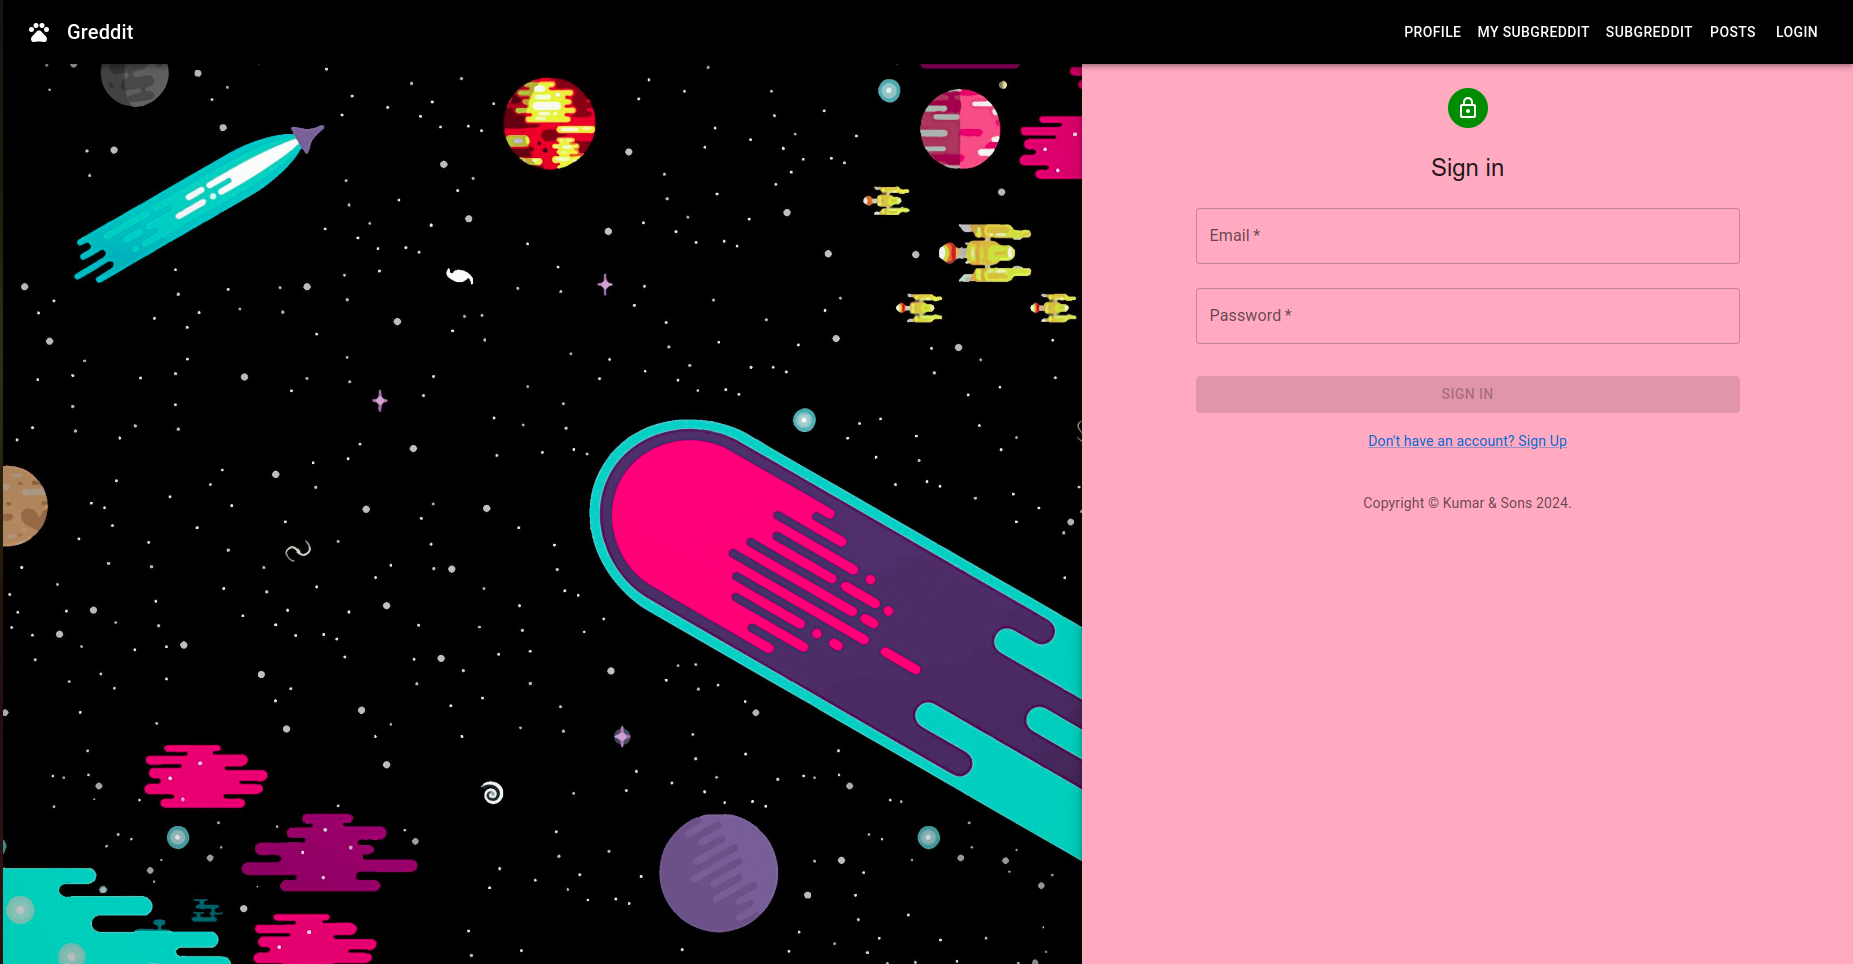 Greddit
PROFILE MY SUBGREDDIT SUBGREDDIT POSTS LOGIN
Sign in
Email *
Password *
SIGN IN
Don't have an account? Sign Up
Copyright © Kumar & Sons 2024.